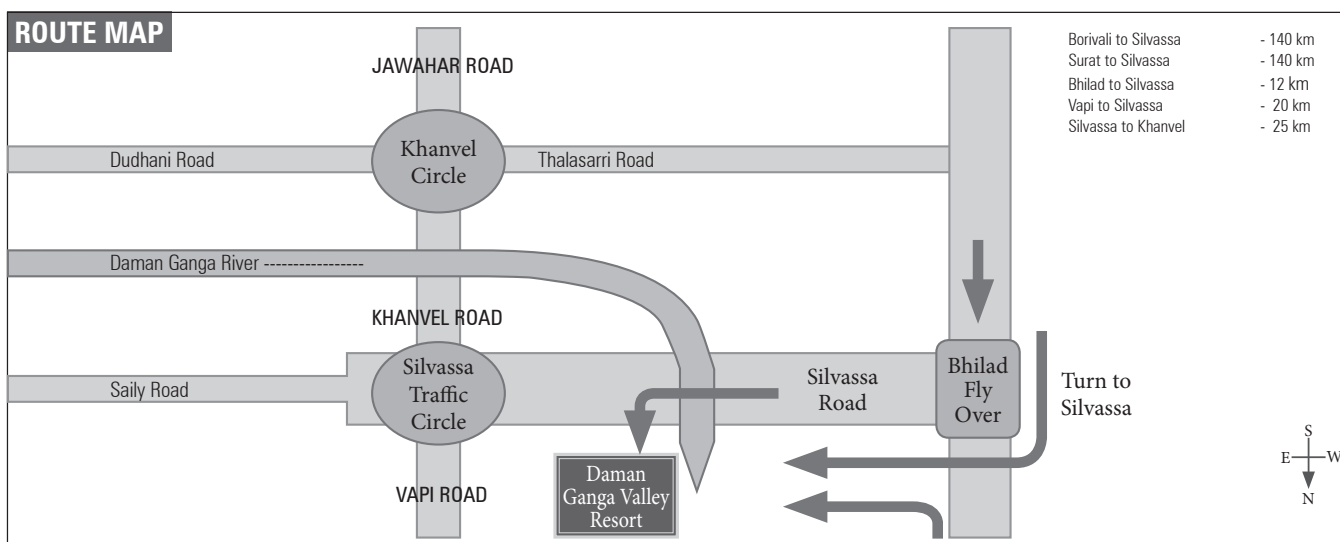 ROUTE MAP
JAWAHAR ROAD
Borivali to Silvassa - 140 km
Surat to Silvassa - 140 km
Bhilad to Silvassa - 12 km
Vapi to Silvassa - 20 km
Silvassa to Khanvel - 25 km
Dudhani Road
Khanvel
Circle
Thalasarri Road
Daman Ganga River -----------------
KHANVEL ROAD
Saily Road
Silvassa
Traffic
Circle
Silvassa
Road
Bhilad
Fly
Over
Turn to
Silvassa
VAPI ROAD
Daman
Ganga Valley
Resort
S
E W
N